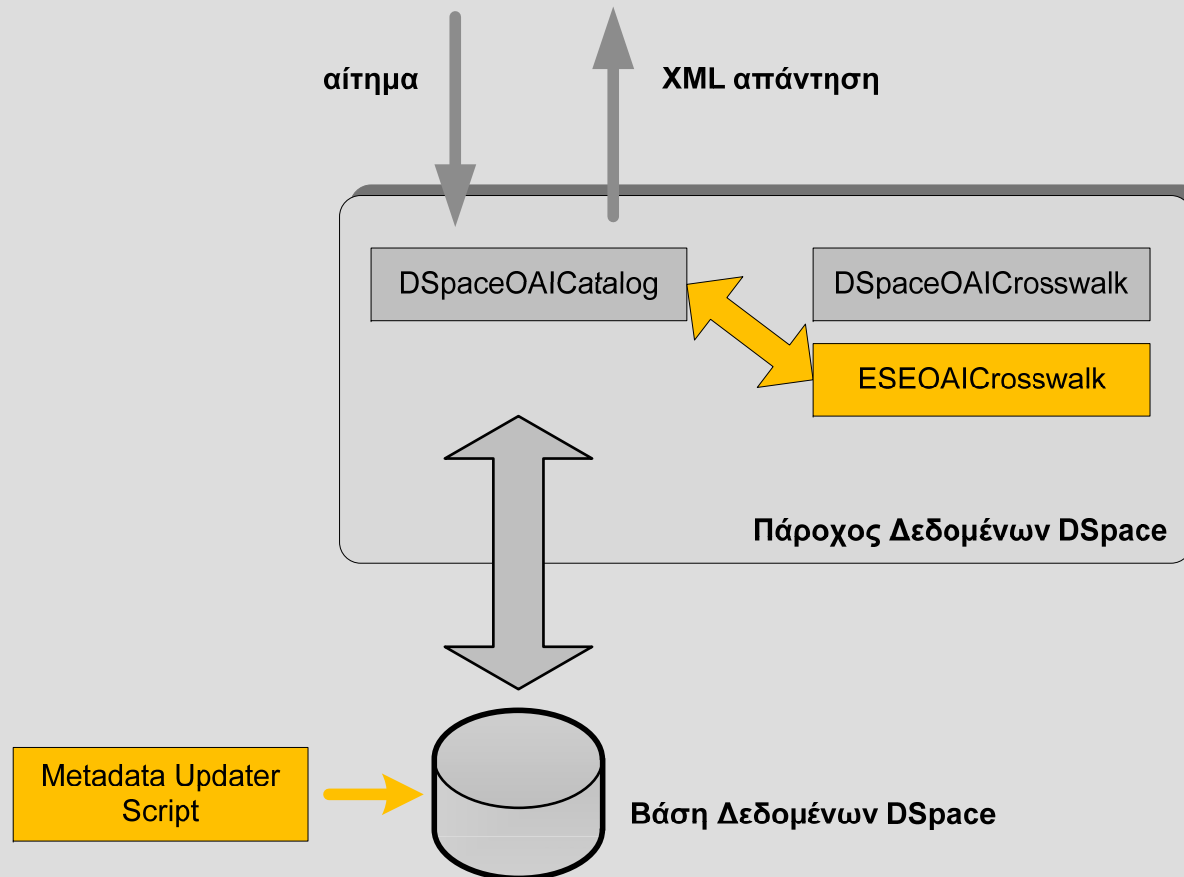 αίτημα
XML απάντηση
DSpaceOAICatalog
DSpaceOAICrosswalk
ESEOAICrosswalk
Πάροχος Δεδομένων DSpace
Metadata Updater
Script
Βάση Δεδομένων DSpace